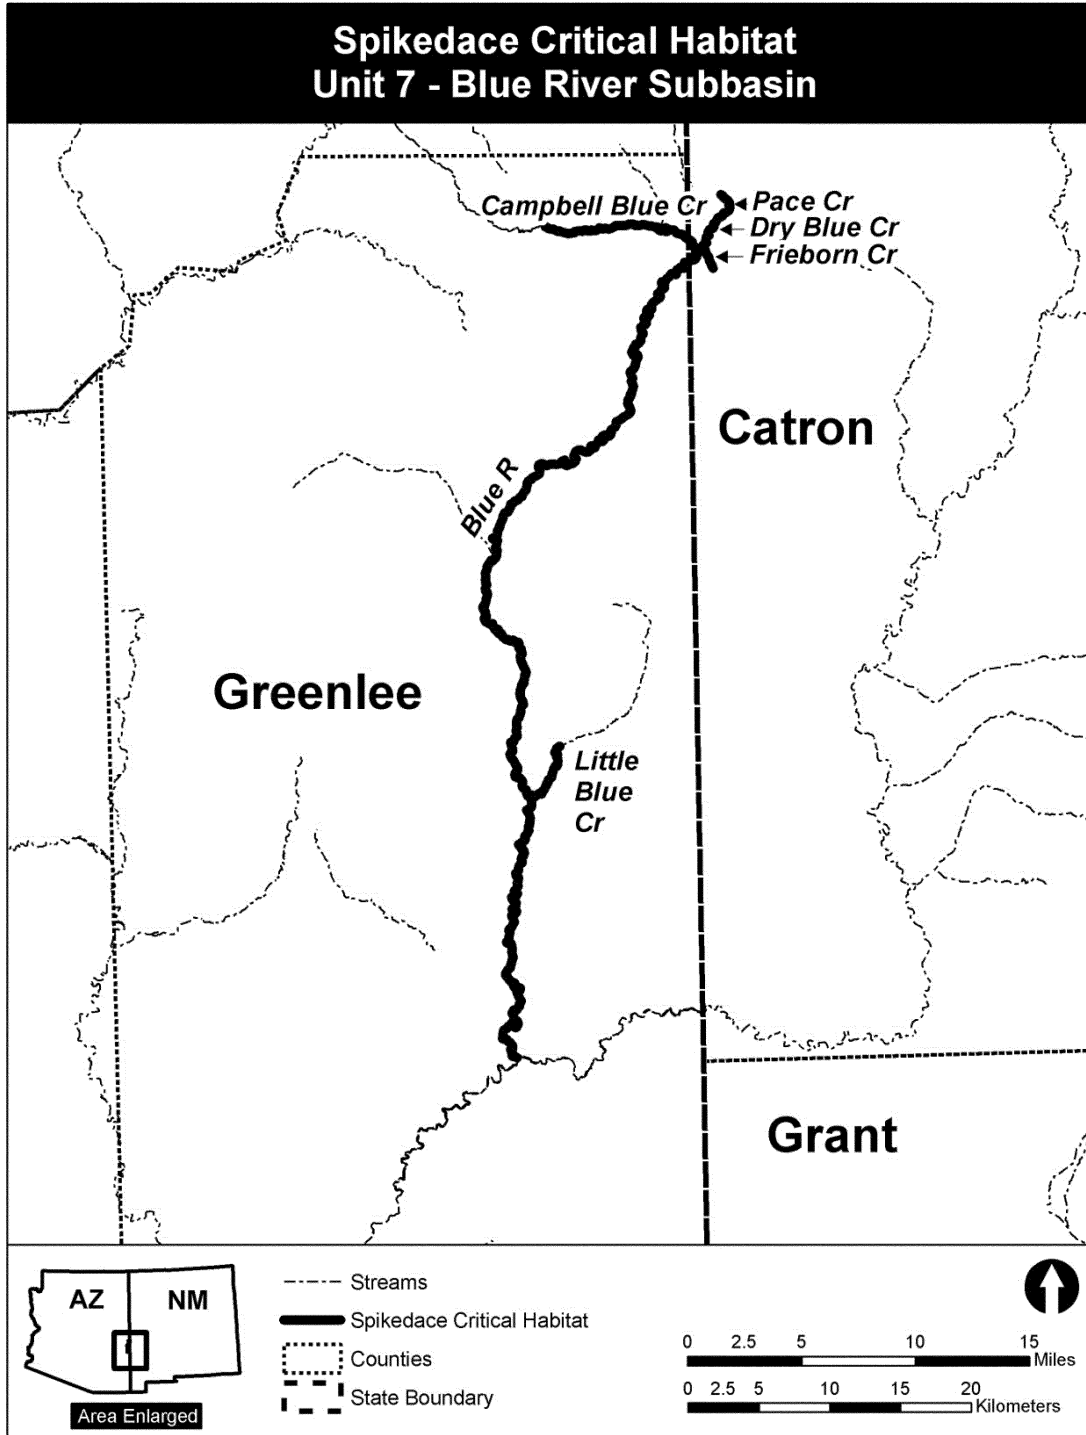 Spikedace Critical Habitat
Unit 7 - Blue River Subbasin
Campbell Blue Cr
Pace Cr
Dry Blue Cr
Frieborn Cr
Catron
Blue R
Greenlee
Little
Blue
Cr
Grant
AZ
NM
Area Enlarged
Streams
Spikedace Critical Habitat
Counties
State Boundary
0 2.5 5 10 15
Miles
0 2.5 5 10 15 20
Kilometers